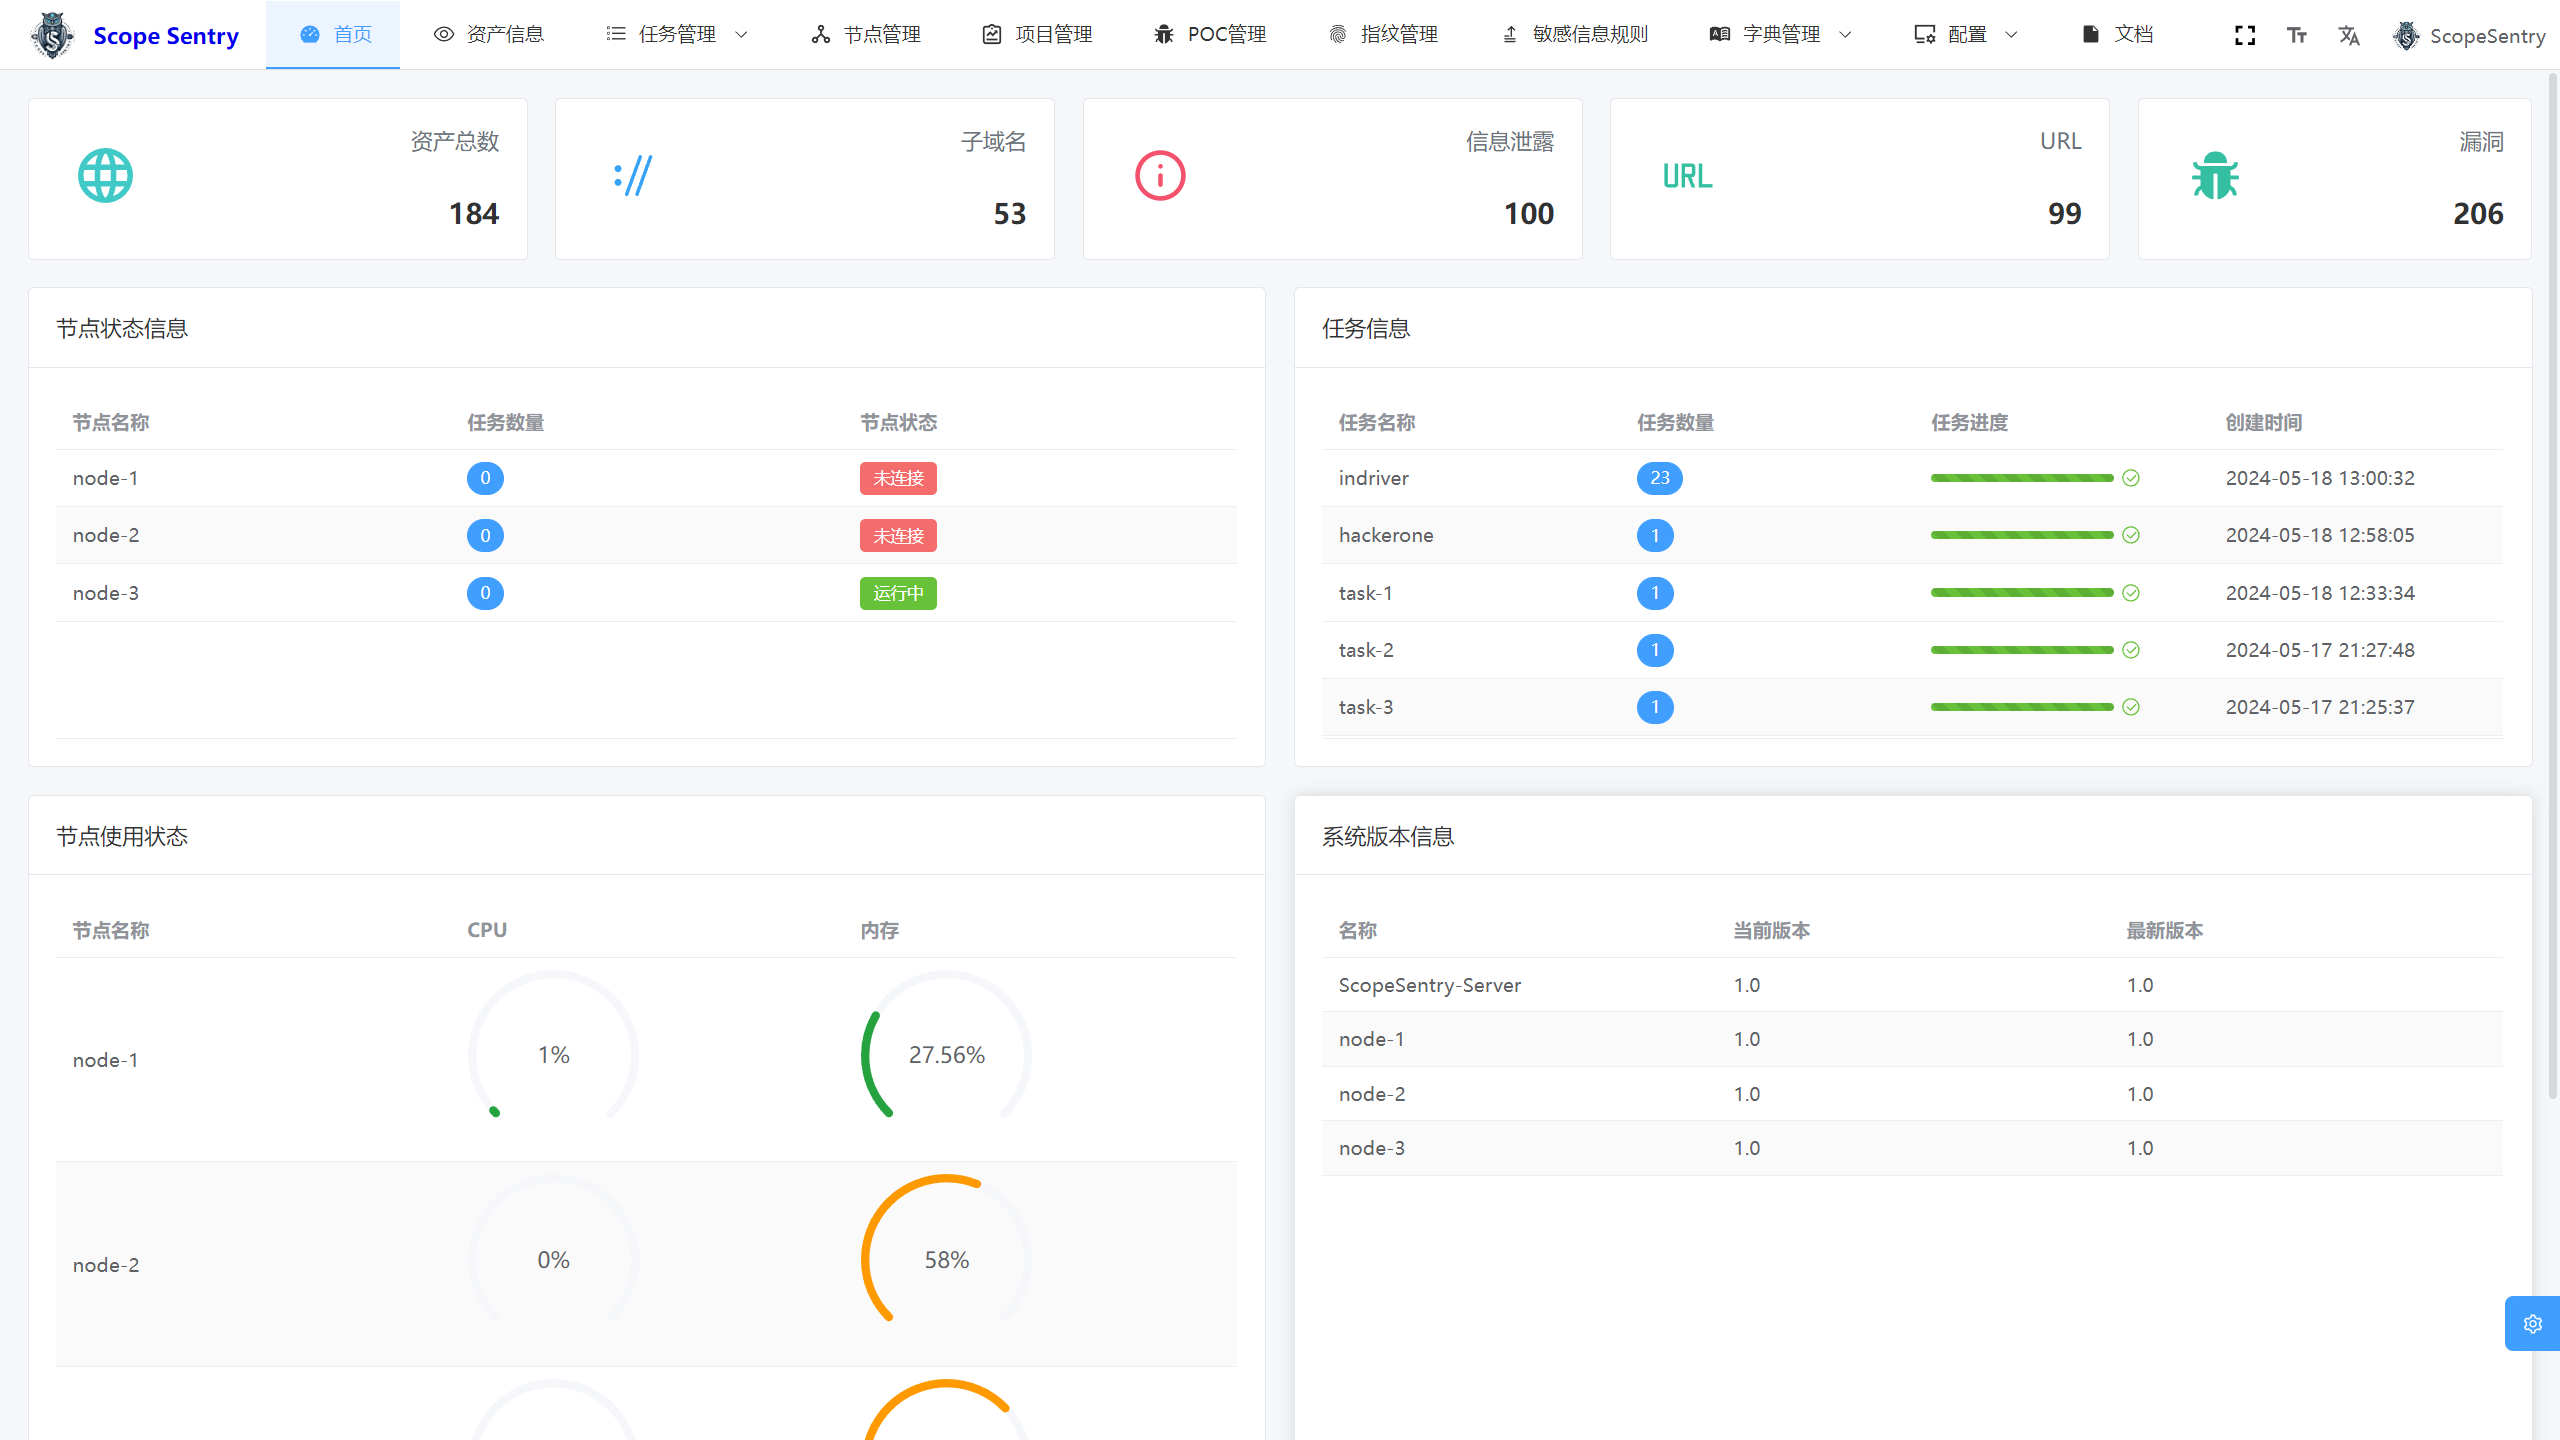 Scope Sentry 首页 资产信息 任务管理 节点管理 项目管理 POC管理 指纹管理 敏感信息规则 字典管理 配置 文档 ScopeSentry
资产总数 子域名 信息泄露 URL 漏洞
URL
184 53 100 99 206
节点状态信息
节点名称 任务数量 节点状态
node-1 0 未连接
node-2 0 未连接
node-3 0 运行中
任务信息
任务名称 任务数量 任务进度 创建时间
indriver 23 2024-05-18 13:00:32
hackerone 1 2024-05-18 12:58:05
task-1 1 2024-05-18 12:33:34
task-2 1 2024-05-17 21:27:48
task-3 1 2024-05-17 21:25:37
节点使用状态
节点名称 CPU 内存
node-1 1% 27.56%
node-2 0% 58%
系统版本信息
名称 当前版本 最新版本
ScopeSentry-Server 1.0 1.0
node-1 1.0 1.0
node-2 1.0 1.0
node-3 1.0 1.0